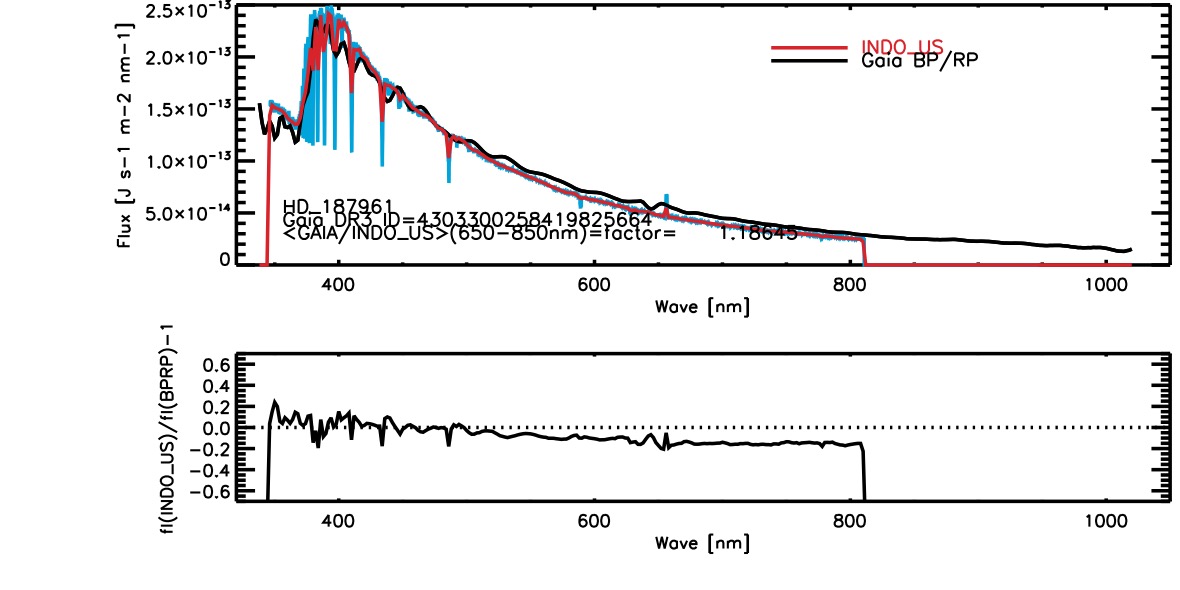 2.5×10−13
2.0×10−13
1.5×10−13
1.0×10−13
5.0×10−14
0
Flux [J s−1 m−2 nm−1]
INDO_US
Gaia BP/RP
HD_187961
Gaia DR3 ID=4303300258419825664
<GAIA/INDO_US>(650−850nm)=factor= 1.18645
400 600 800 1000
Wave [nm]
fl(INDO_US)/fl(BPRP)−1
0.6
0.4
0.2
0.0
−0.2
−0.4
−0.6
400 600 800 1000
Wave [nm]